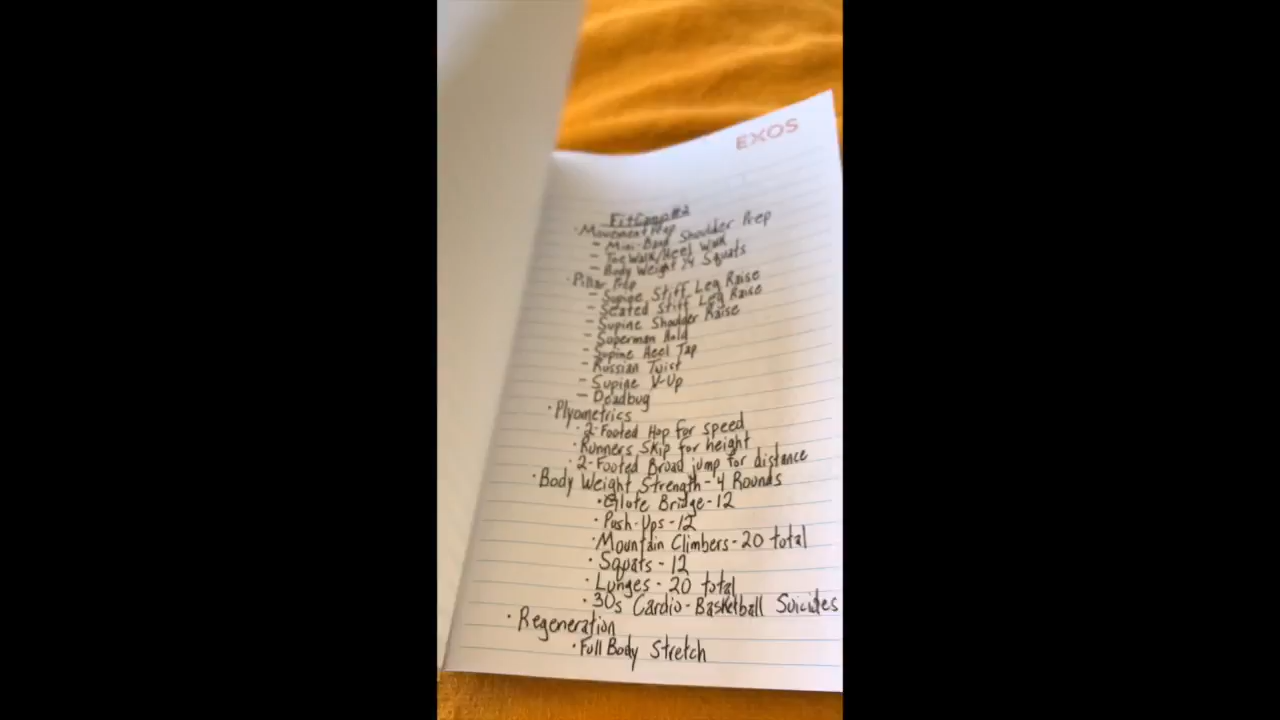 EXOS
FitCamp #2
· Movement Prep
- Mini-Band Shoulder Prep
- Toe Walk/Heel Walk
- Body Weight 1/4 Squats
· Pillar Prep
- Supine Stiff Leg Raise
- Seated Stiff Leg Raise
- Supine Shoulder Raise
- Superman Hold
- Supine Heel Tap
- Russian Twist
- Supine V-Up
- Deadbug
· Plyometrics
· 2-Footed Hop for speed
· Runners Skip for height
· 2-Footed Broad jump for distance
· Body Weight Strength - 4 Rounds
· Glute Bridge - 12
· Push-Ups - 12
· Mountain Climbers - 20 total
· Squats - 12
· Lunges - 20 total
· 30s Cardio - Basketball Suicides
· Regeneration
· Full Body Stretch